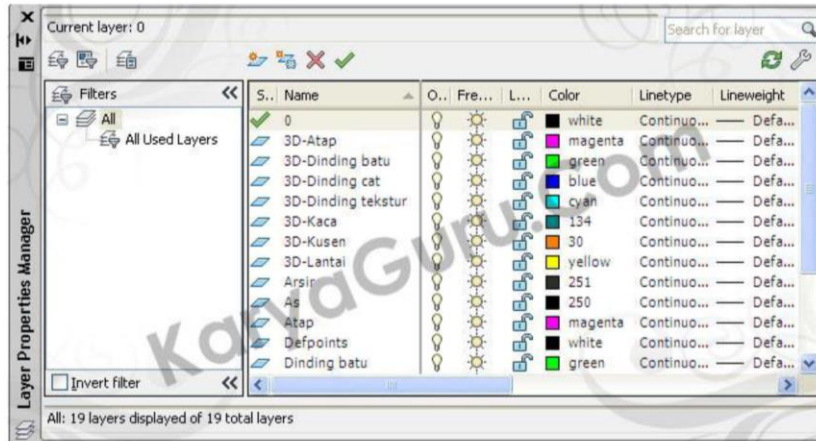 Current layer: 0
Search for layer
Filters
All
All Used Layers
S.. Name O.. Fre... L... Color Linetype Lineweight
0 white Continuo... Defa...
3D-Atap magenta Continuo... Defa...
3D-Dinding batu green Continuo... Defa...
3D-Dinding cat blue Continuo... Defa...
3D-Dinding tekstur cyan Continuo... Defa...
3D-Kaca 134 Continuo... Defa...
3D-Kusen 30 Continuo... Defa...
3D-Lantai yellow Continuo... Defa...
Arsir 251 Continuo... Defa...
As 250 Continuo... Defa...
Atap magenta Continuo... Defa...
Defpoints white Continuo... Defa...
Dinding batu green Continuo... Defa...
Invert filter
All: 19 layers displayed of 19 total layers
Layer Properties Manager
KaryaGuru.Com